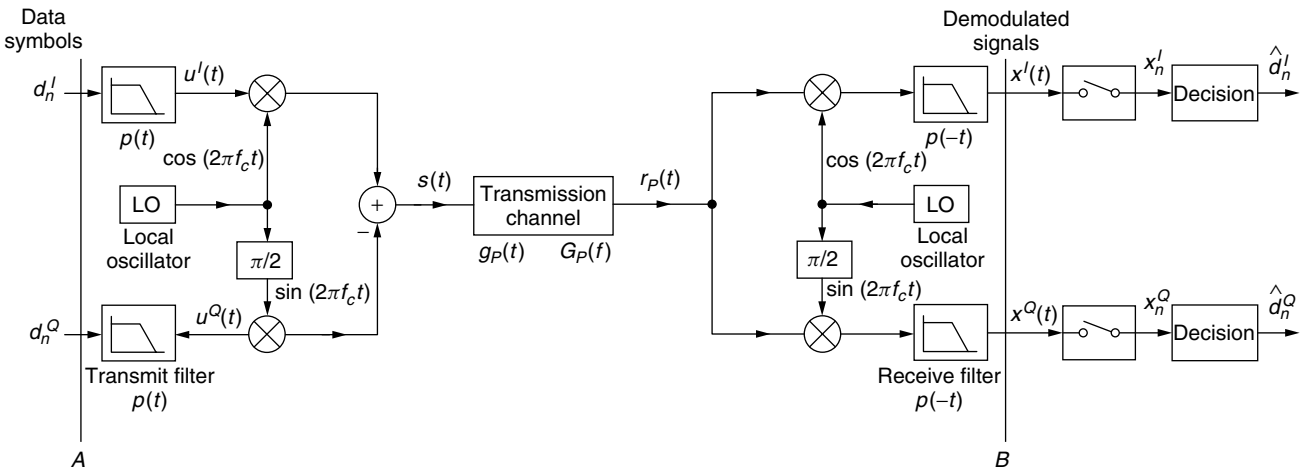 Data
symbols
Demodulated
signals
d_n^I
u^I(t)
p(t)
cos (2πf_ct)
LO
Local
oscillator
π/2
sin (2πf_ct)
d_n^Q
u^Q(t)
Transmit filter
p(t)
A
+
−
s(t)
Transmission
channel
g_P(t)
G_P(f)
r_P(t)
cos (2πf_ct)
LO
Local
oscillator
π/2
sin (2πf_ct)
p(−t)
x^I(t)
x_n^I
Decision
d̂_n^I
Receive filter
p(−t)
x^Q(t)
x_n^Q
Decision
d̂_n^Q
B